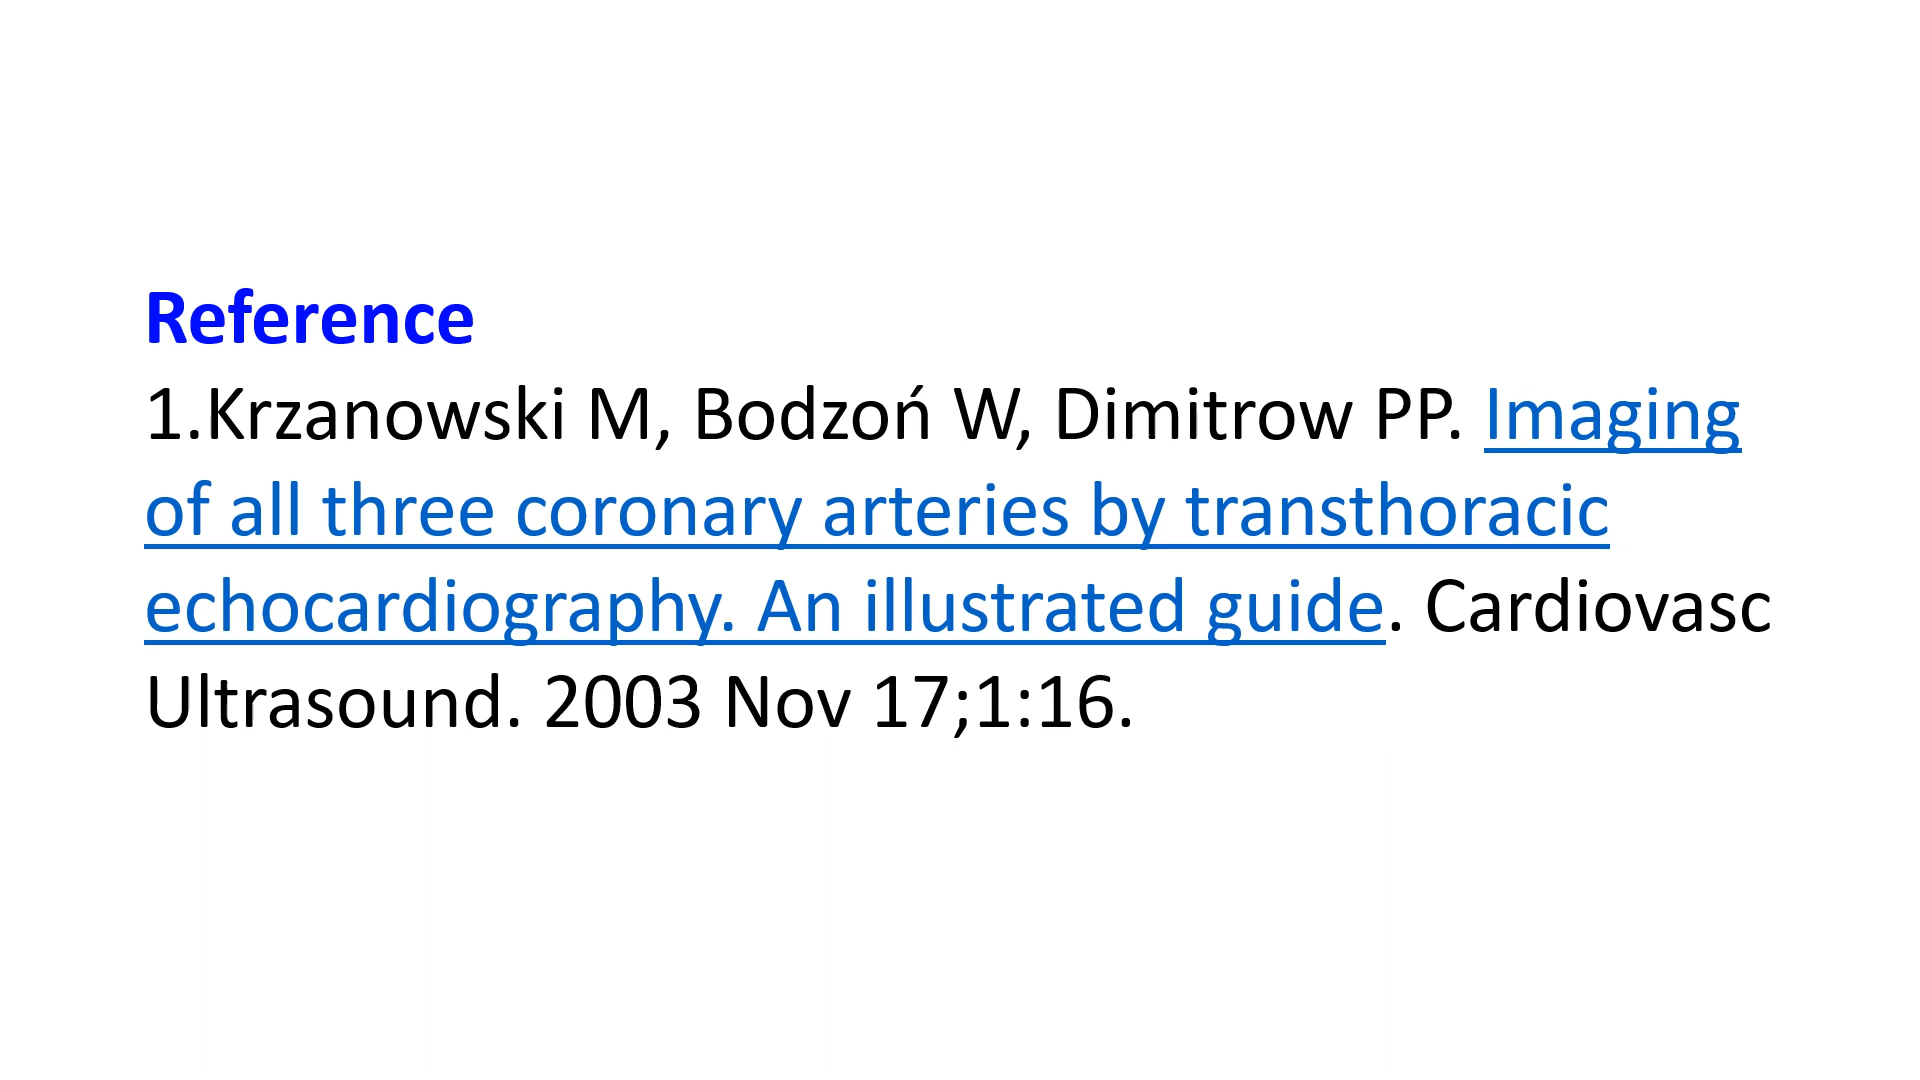 Reference
1.Krzanowski M, Bodzoń W, Dimitrow PP. Imaging
of all three coronary arteries by transthoracic
echocardiography. An illustrated guide. Cardiovasc
Ultrasound. 2003 Nov 17;1:16.